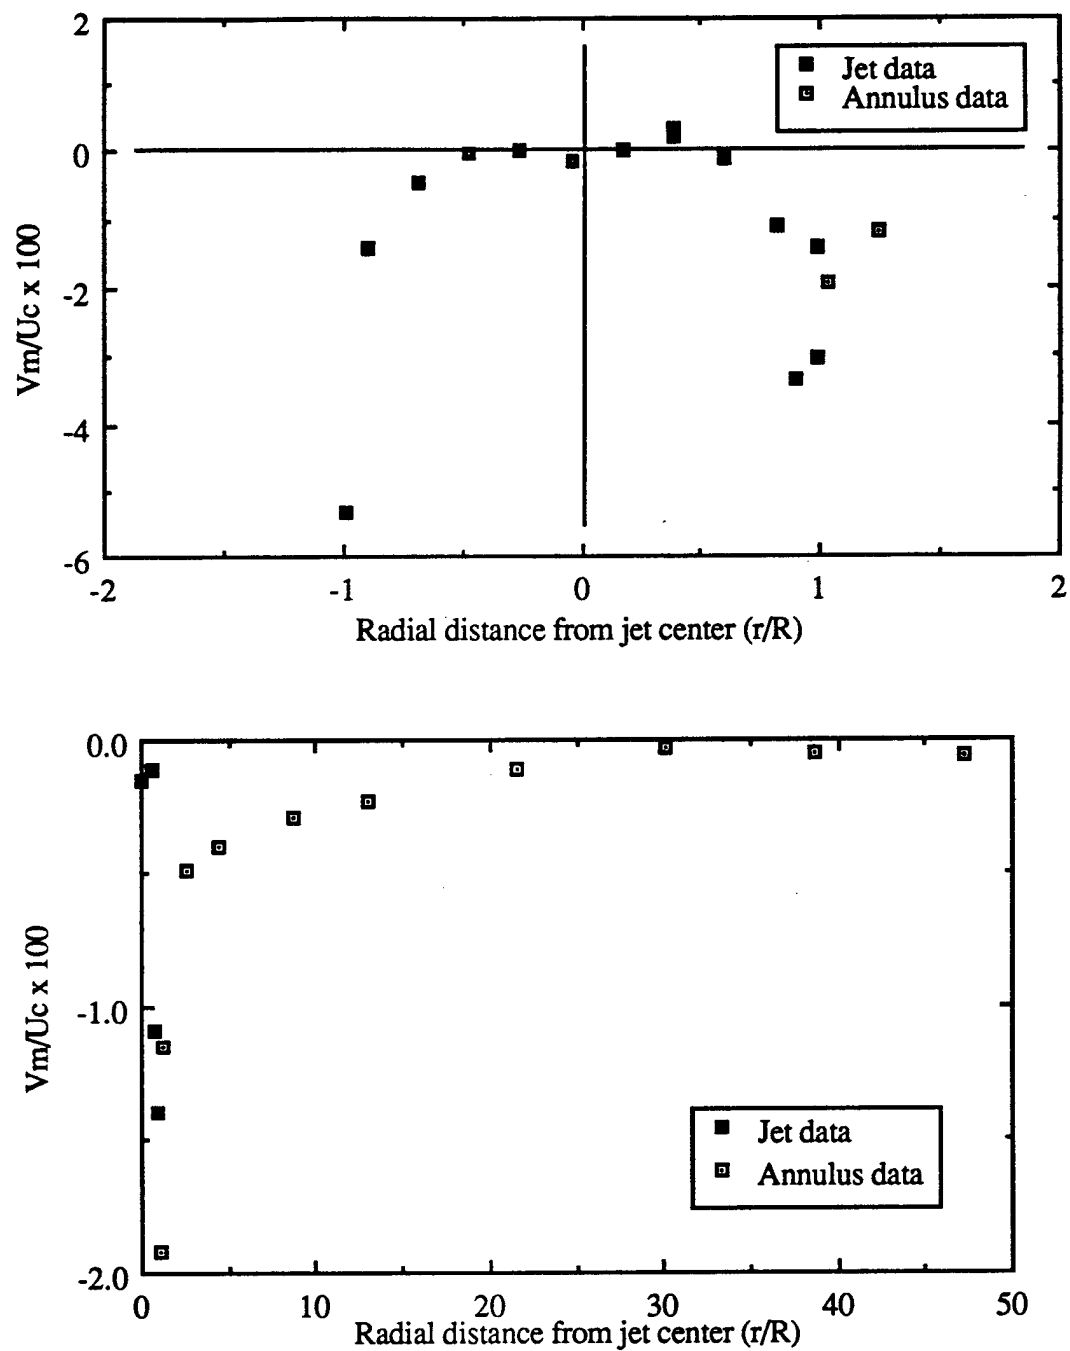 2
0
-2
-4
-6
Vm/Uc x 100
Jet data
Annulus data
-2 -1 0 1 2
Radial distance from jet center (r/R)
0.0
-1.0
-2.0
Vm/Uc x 100
Jet data
Annulus data
0 10 20 30 40 50
Radial distance from jet center (r/R)